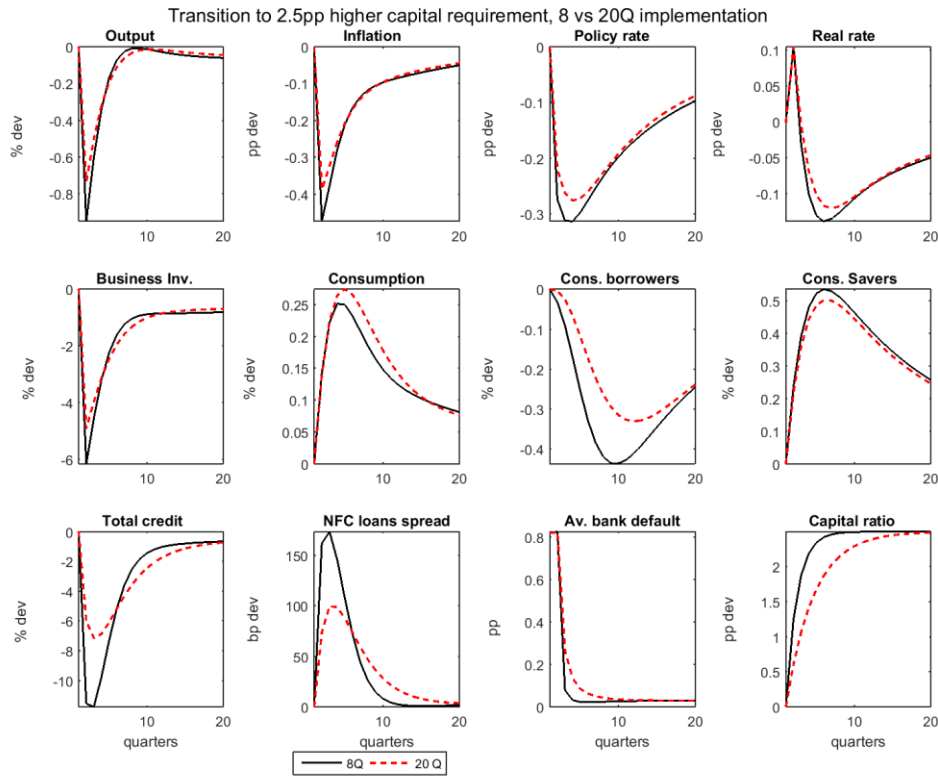 Transition to 2.5pp higher capital requirement, 8 vs 20Q implementation
Output
Inflation
Policy rate
Real rate
% dev
0
-0.2
-0.4
-0.6
-0.8
10
20
pp dev
0
-0.1
-0.2
-0.3
-0.4
10
20
pp dev
0
-0.1
-0.2
-0.3
10
20
pp dev
0.1
0.05
0
-0.05
-0.1
10
20
Business Inv.
Consumption
Cons. borrowers
Cons. Savers
% dev
0
-2
-4
-6
10
20
% dev
0.25
0.2
0.15
0.1
0.05
0
10
20
% dev
0
-0.1
-0.2
-0.3
-0.4
10
20
% dev
0.5
0.4
0.3
0.2
0.1
0
10
20
Total credit
NFC loans spread
Av. bank default
Capital ratio
% dev
0
-2
-4
-6
-8
-10
10
20
quarters
bp dev
150
100
50
0
10
20
quarters
pp
0.8
0.6
0.4
0.2
0
10
20
quarters
pp dev
2
1
0
10
20
quarters
8Q
20 Q